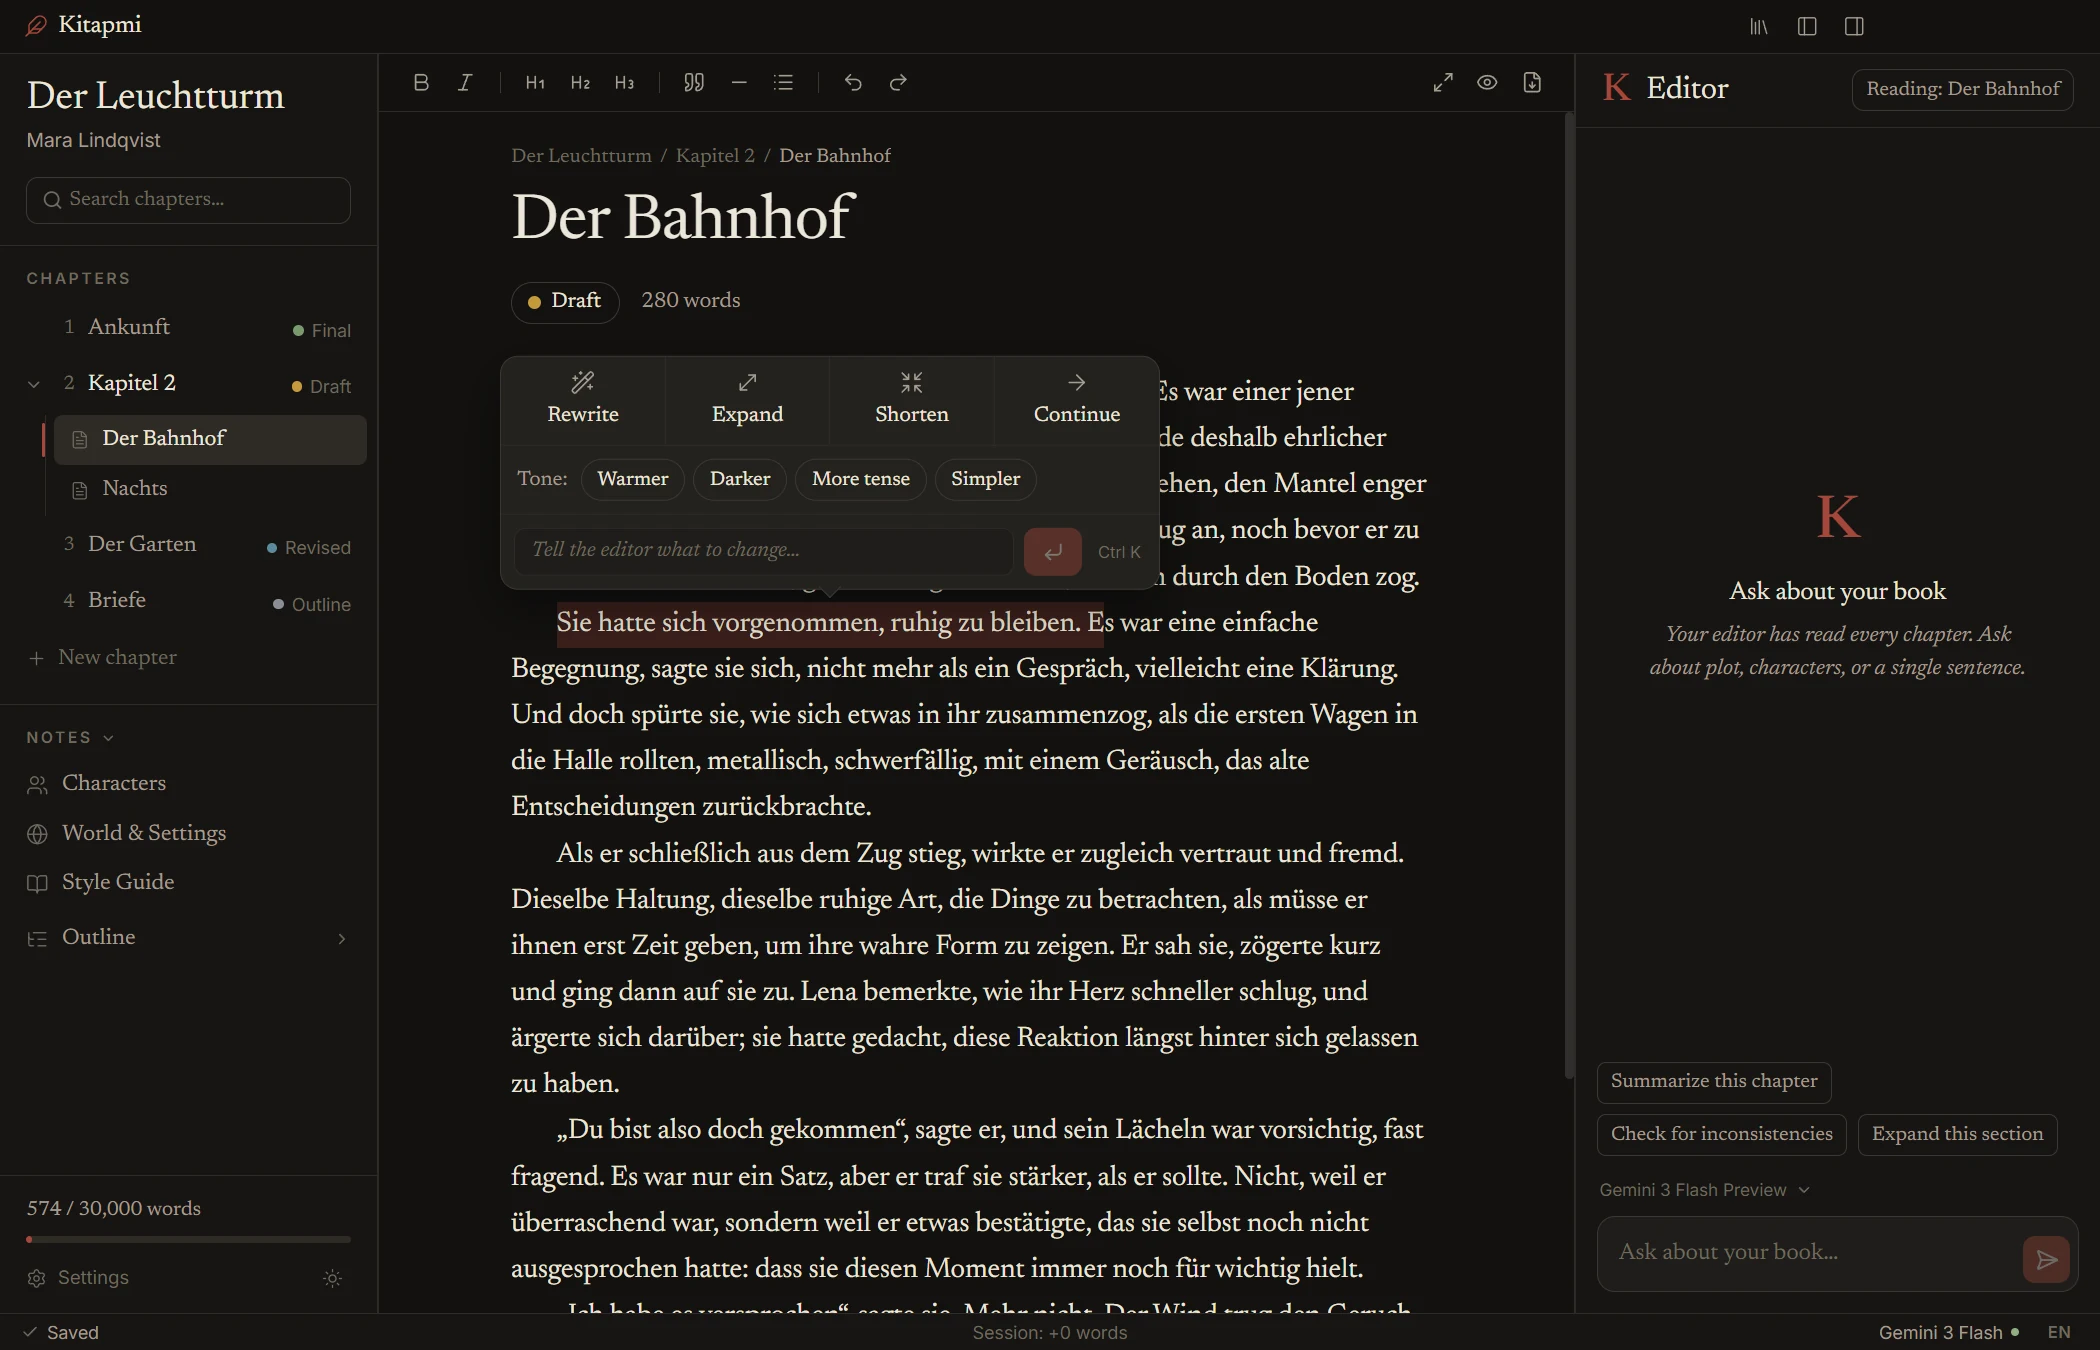 Kitapmi
Der Leuchtturm
Mara Lindqvist
Search chapters...
CHAPTERS
1 Ankunft Final
2 Kapitel 2 Draft
Der Bahnhof
Nachts
3 Der Garten Revised
4 Briefe Outline
New chapter
NOTES
Characters
World & Settings
Style Guide
Outline
574 / 30,000 words
Settings
B I H1 H2 H3
Der Leuchtturm / Kapitel 2 / Der Bahnhof
Der Bahnhof
Draft 280 words
Rewrite Expand Shorten Continue
Tone: Warmer Darker More tense Simpler
Tell the editor what to change... Ctrl K
Es war einer jener
deshalb ehrlicher
den Mantel enger
an, noch bevor er zu
durch den Boden zog.
Sie hatte sich vorgenommen, ruhig zu bleiben. Es war eine einfache
Begegnung, sagte sie sich, nicht mehr als ein Gespräch, vielleicht eine Klärung.
Und doch spürte sie, wie sich etwas in ihr zusammenzog, als die ersten Wagen in
die Halle rollten, metallisch, schwerfällig, mit einem Geräusch, das alte
Entscheidungen zurückbrachte.
Als er schließlich aus dem Zug stieg, wirkte er zugleich vertraut und fremd.
Dieselbe Haltung, dieselbe ruhige Art, die Dinge zu betrachten, als müsse er
ihnen erst Zeit geben, um ihre wahre Form zu zeigen. Er sah sie, zögerte kurz
und ging dann auf sie zu. Lena bemerkte, wie ihr Herz schneller schlug, und
ärgerte sich darüber; sie hatte gedacht, diese Reaktion längst hinter sich gelassen
zu haben.
„Du bist also doch gekommen“, sagte er, und sein Lächeln war vorsichtig, fast
fragend. Es war nur ein Satz, aber er traf sie stärker, als er sollte. Nicht, weil er
überraschend war, sondern weil er etwas bestätigte, das sie selbst noch nicht
ausgesprochen hatte: dass sie diesen Moment immer noch für wichtig hielt.
„Ich habe es versprochen“, sagte sie. Mehr nicht. Der Wind trug den Geruch
K Editor
Reading: Der Bahnhof
K
Ask about your book
Your editor has read every chapter. Ask
about plot, characters, or a single sentence.
Summarize this chapter
Check for inconsistencies Expand this section
Gemini 3 Flash Preview
Ask about your book...
Saved
Session: +0 words
Gemini 3 Flash EN